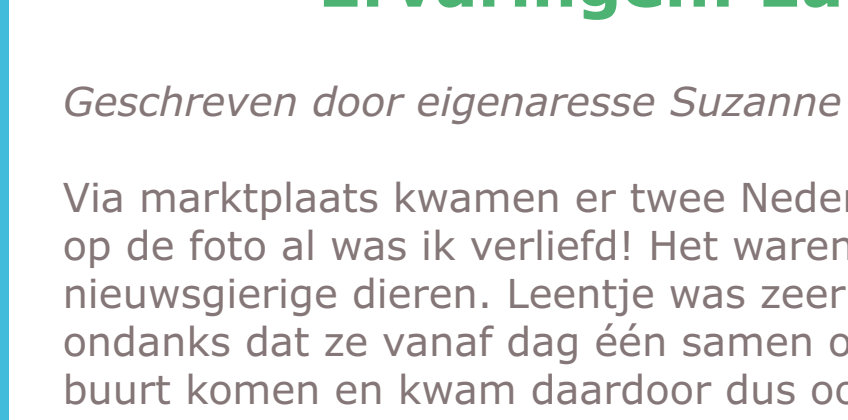 Geschreven door eigenaresse Suzanne
Via marktplaats kwamen er twee
op de foto al was ik verliefd! Het waren
nieuwsgierige dieren. Leentje was zeer
ondanks dat ze vanaf dag één samen
buurt komen en kwam daardoor dus